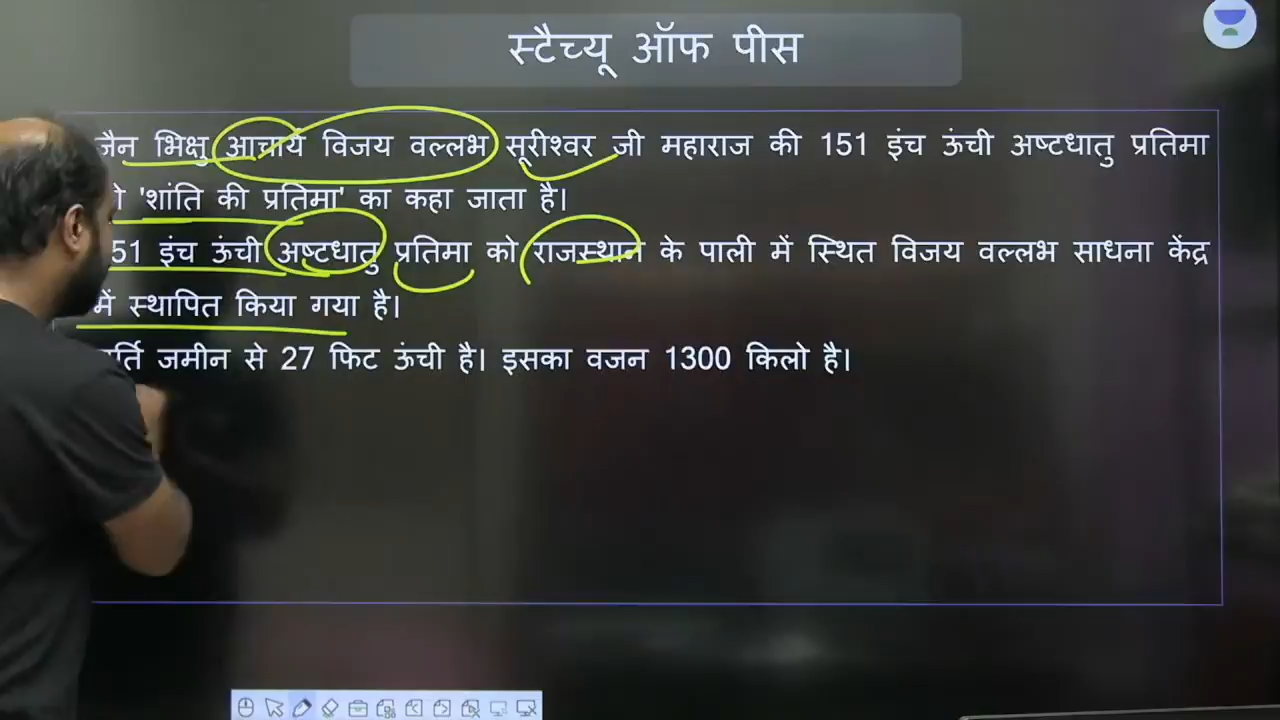 स्टैच्यू ऑफ पीस
जैन भिक्षु आचार्य विजय वल्लभ सूरीश्वर जी महाराज की 151 इंच ऊंची अष्टधातु प्रतिमा
'शांति की प्रतिमा' का कहा जाता है।
51 इंच ऊंची अष्टधातु प्रतिमा को राजस्थान के पाली में स्थित विजय वल्लभ साधना केंद्र
में स्थापित किया गया है।
जमीन से 27 फिट ऊंची है। इसका वजन 1300 किलो है।